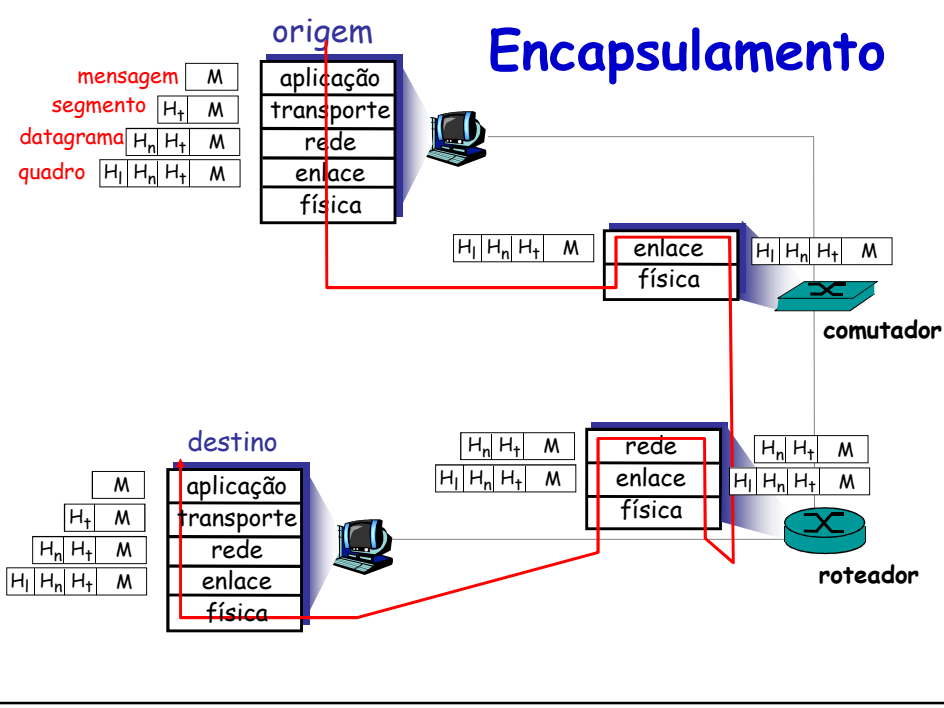 origem
Encapsulamento
mensagem M
segmento Ht M
datagrama Hn Ht M
quadro Hl Hn Ht M
aplicação
transporte
rede
enlace
física
Hl Hn Ht M
enlace
física
Hl Hn Ht M
comutador
destino
M
Ht M
Hn Ht M
Hl Hn Ht M
aplicação
transporte
rede
enlace
física
Hn Ht M
Hl Hn Ht M
rede
enlace
física
Hn Ht M
Hl Hn Ht M
roteador